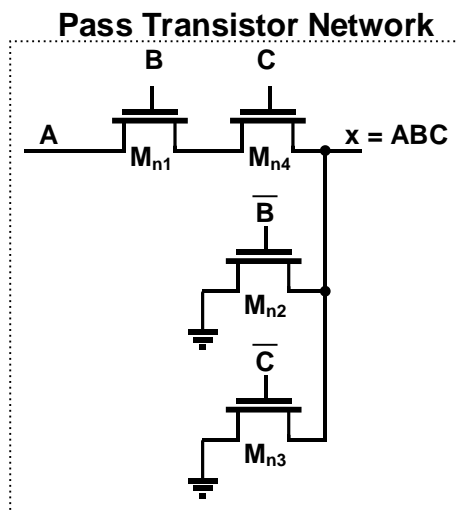 Pass Transistor Network
B C
A x = ABC
Mn1 Mn4
B̅
Mn2
C̅
Mn3